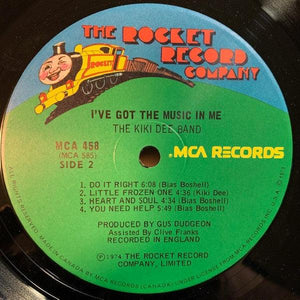 THE ROCKET
RECORD
COMPANY
ROCKET
I'VE GOT THE MUSIC IN ME
THE KIKI DEE BAND
MCA 458
(MCA 585)
SIDE 2
.MCA RECORDS
1. DO IT RIGHT 6:08 (Bias Boshell)
2. LITTLE FROZEN ONE 4:36 (Kiki Dee)
3. HEART AND SOUL 4:34 (Bias Boshell)
4. YOU NEED HELP 5:49 (Bias Boshell)
PRODUCED BY GUS DUDGEON
Assisted By Clive Franks
RECORDED IN ENGLAND
℗ 1974 THE ROCKET RECORD
COMPANY, LIMITED